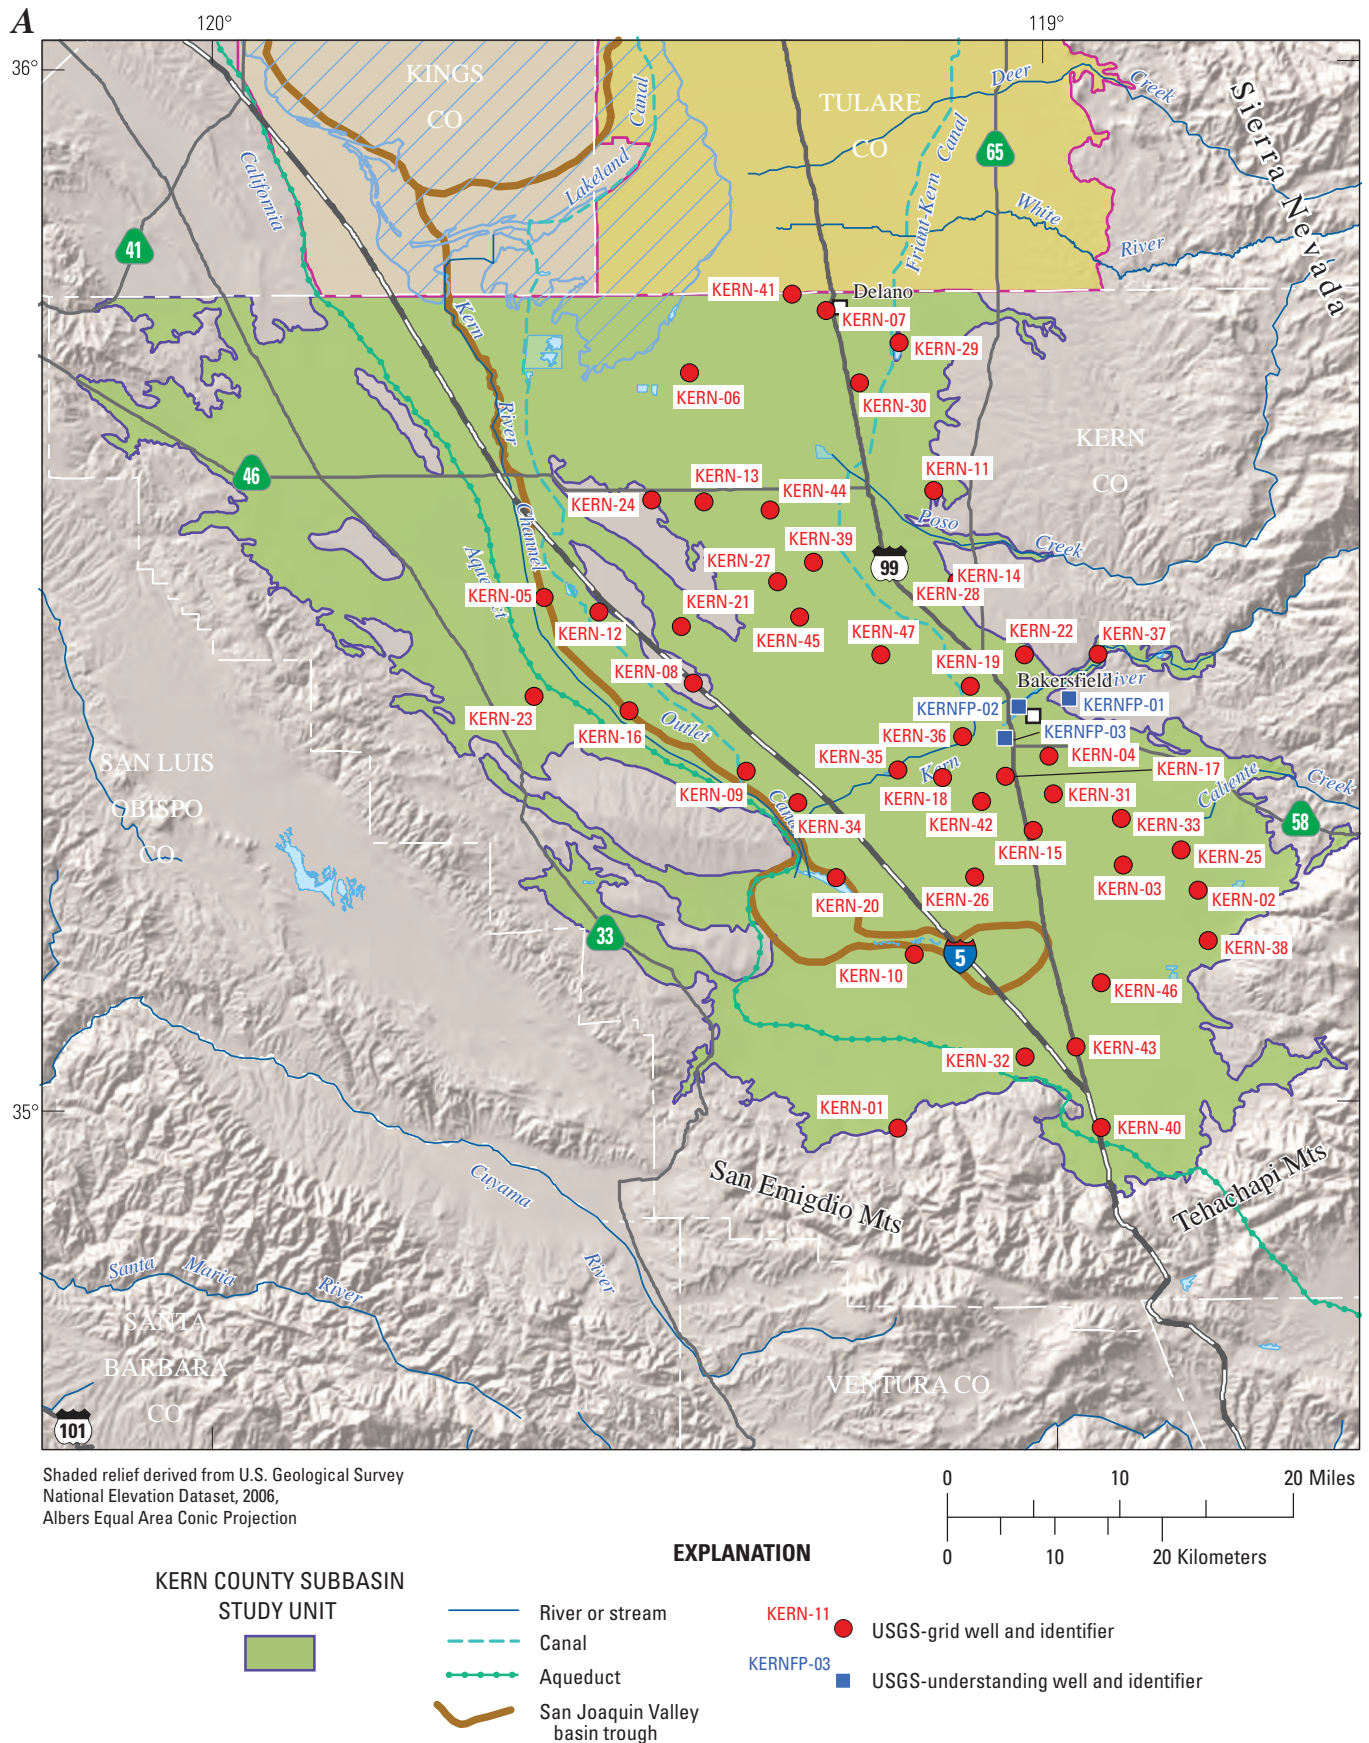 A
120°
119°
36°
KINGS
CO
Canal
Lakeland
TULARE
CO
Deer
Creek
Sierra Nevada
65
California
Friant-Kern Canal
White
River
41
KERN-41
Delano
KERN-07
Kern
KERN-29
KERN-06
KERN-30
River
KERN
CO
46
KERN-13
KERN-11
KERN-24
KERN-44
Channel
Poso
Creek
KERN-39
99
Aqueduct
KERN-27
KERN-14
KERN-28
KERN-05
KERN-21
KERN-12
KERN-45
KERN-47
KERN-22
KERN-37
KERN-08
KERN-19
Bakersfield
River
KERN-23
KERNFP-02
KERNFP-01
KERN-16
Outlet
KERN-36
KERNFP-03
SAN LUIS
OBISPO
CO
KERN-35
Kern
KERN-04
KERN-17
KERN-09
KERN-18
KERN-31
Caliente
Creek
Canal
KERN-34
KERN-42
KERN-33
58
KERN-15
KERN-25
KERN-03
KERN-20
KERN-26
KERN-02
33
KERN-38
KERN-10
5
KERN-46
KERN-32
KERN-43
35°
KERN-01
KERN-40
San Emigdio Mts
Tehachapi Mts
Cuyama
River
Santa Maria River
SANTA
BARBARA
CO
VENTURA CO
101
Shaded relief derived from U.S. Geological Survey
National Elevation Dataset, 2006,
Albers Equal Area Conic Projection
0 10 20 Miles
0 10 20 Kilometers
EXPLANATION
KERN COUNTY SUBBASIN
STUDY UNIT
River or stream
Canal
Aqueduct
San Joaquin Valley
basin trough
KERN-11
USGS-grid well and identifier
KERNFP-03
USGS-understanding well and identifier